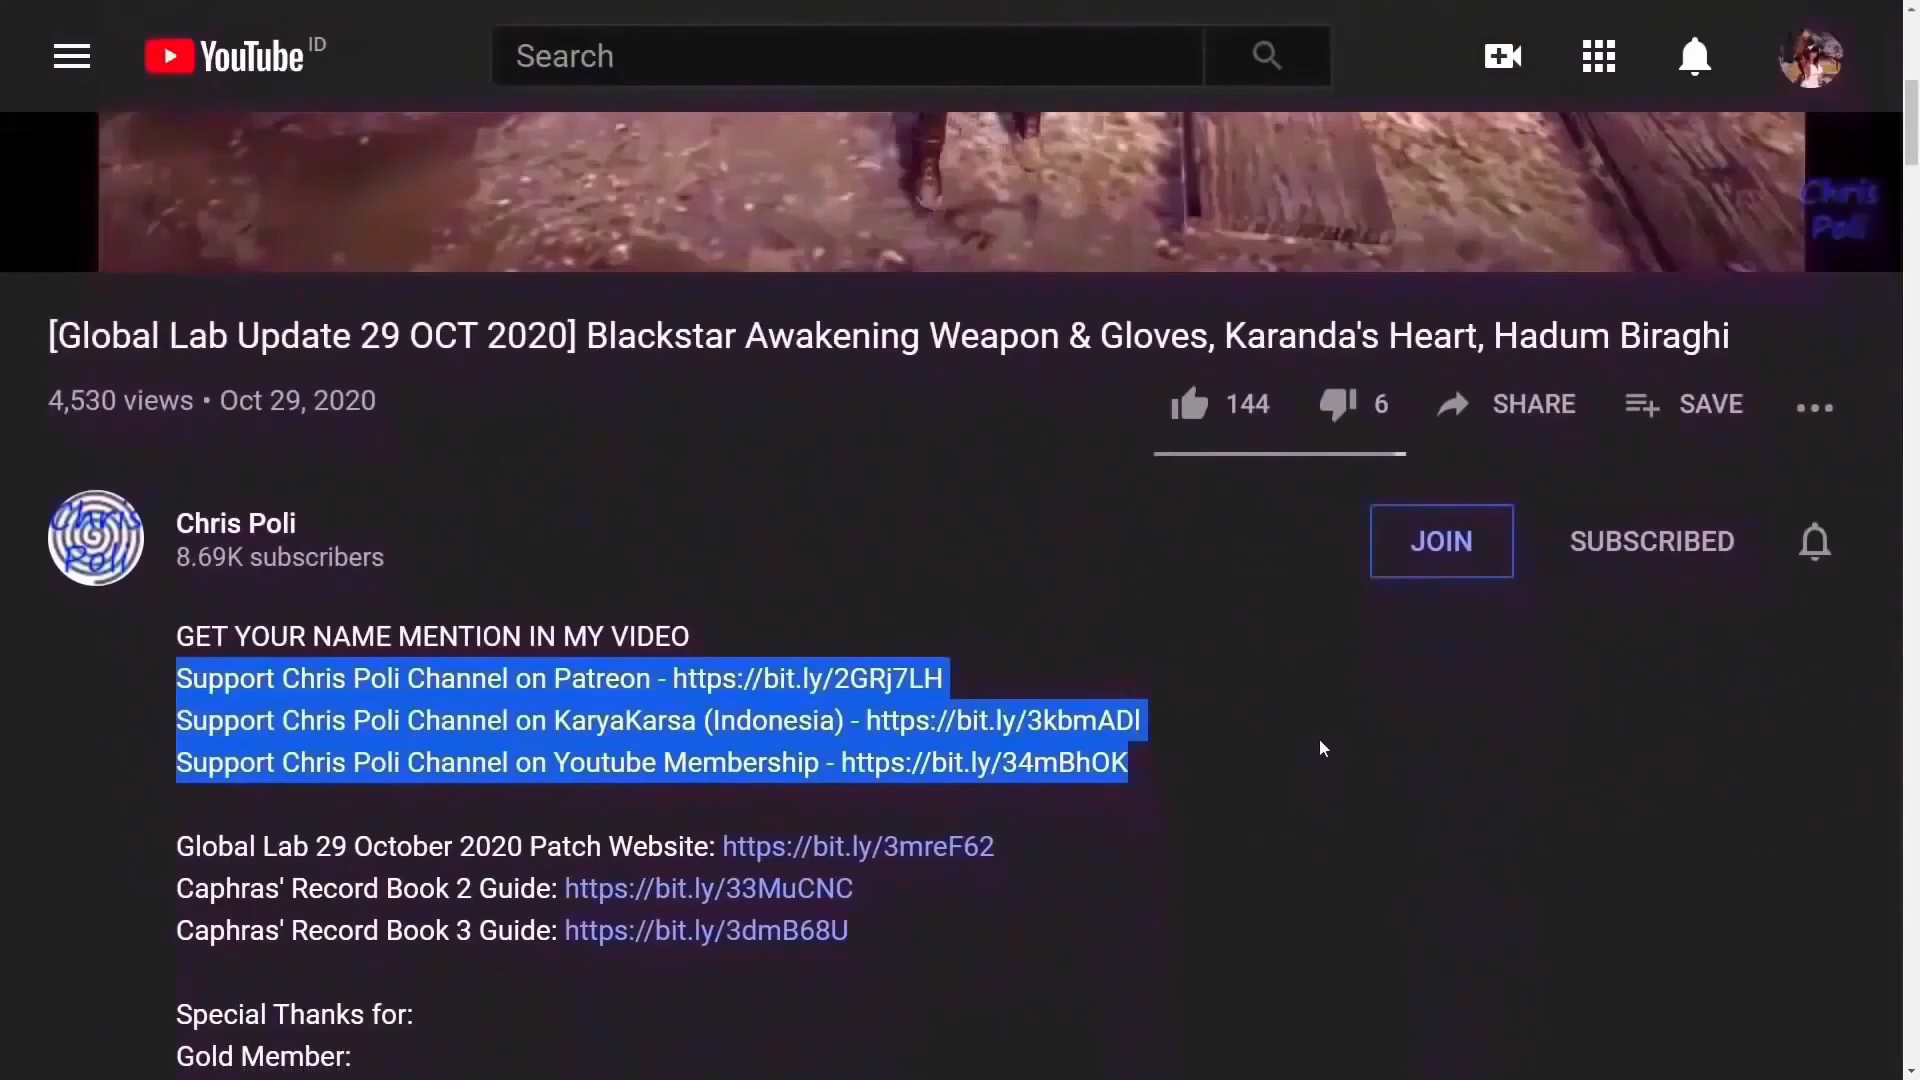 YouTube ID
Search
Chris
Poli
[Global Lab Update 29 OCT 2020] Blackstar Awakening Weapon & Gloves, Karanda's Heart, Hadum Biraghi
4,530 views • Oct 29, 2020
144 6 SHARE SAVE
Chris Poli
Chris Poli
8.69K subscribers
JOIN SUBSCRIBED
GET YOUR NAME MENTION IN MY VIDEO
Support Chris Poli Channel on Patreon - https://bit.ly/2GRj7LH
Support Chris Poli Channel on KaryaKarsa (Indonesia) - https://bit.ly/3kbmADl
Support Chris Poli Channel on Youtube Membership - https://bit.ly/34mBhOK
Global Lab 29 October 2020 Patch Website: https://bit.ly/3mreF62
Caphras' Record Book 2 Guide: https://bit.ly/33MuCNC
Caphras' Record Book 3 Guide: https://bit.ly/3dmB68U
Special Thanks for:
Gold Member: